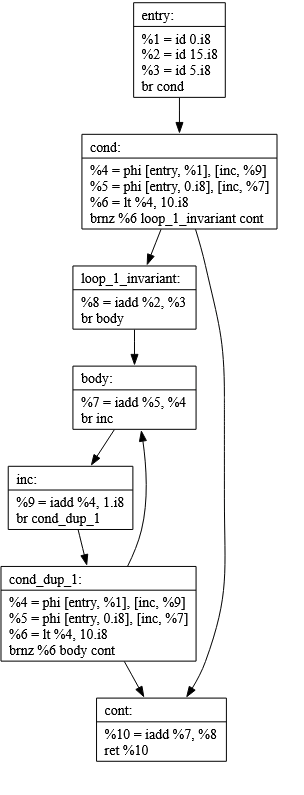 entry:
%1 = id 0.i8
%2 = id 15.i8
%3 = id 5.i8
br cond
cond:
%4 = phi [entry, %1], [inc, %9]
%5 = phi [entry, 0.i8], [inc, %7]
%6 = lt %4, 10.i8
brnz %6 loop_1_invariant cont
loop_1_invariant:
%8 = iadd %2, %3
br body
body:
%7 = iadd %5, %4
br inc
inc:
%9 = iadd %4, 1.i8
br cond_dup_1
cond_dup_1:
%4 = phi [entry, %1], [inc, %9]
%5 = phi [entry, 0.i8], [inc, %7]
%6 = lt %4, 10.i8
brnz %6 body cont
cont:
%10 = iadd %7, %8
ret %10